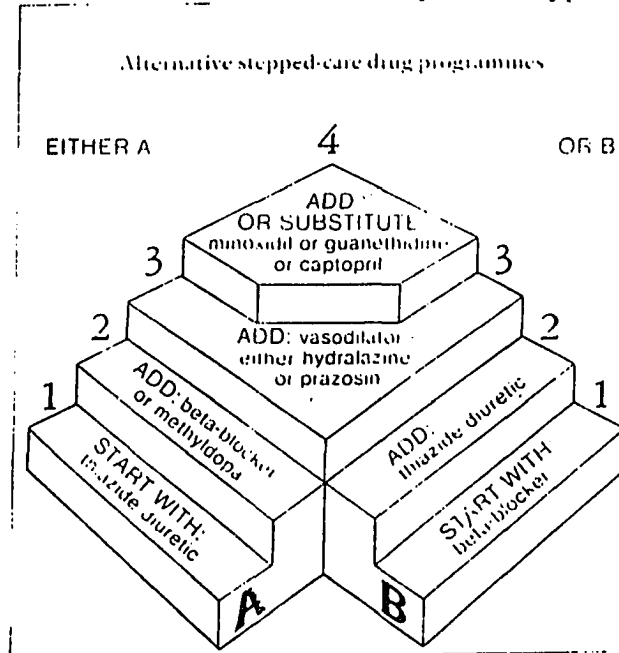 Alternative stepped-care drug programmes
EITHER A
OR B
4
ADD
OR SUBSTITUTE
minoxidil or guanethidine
or captopril
3
3
ADD: vasodilator
either hydralazine
or prazosin
2
2
ADD: beta-blocker
or methyldopa
ADD:
thiazide diuretic
1
1
START WITH:
thiazide diuretic
START WITH
beta-blocker
A
B